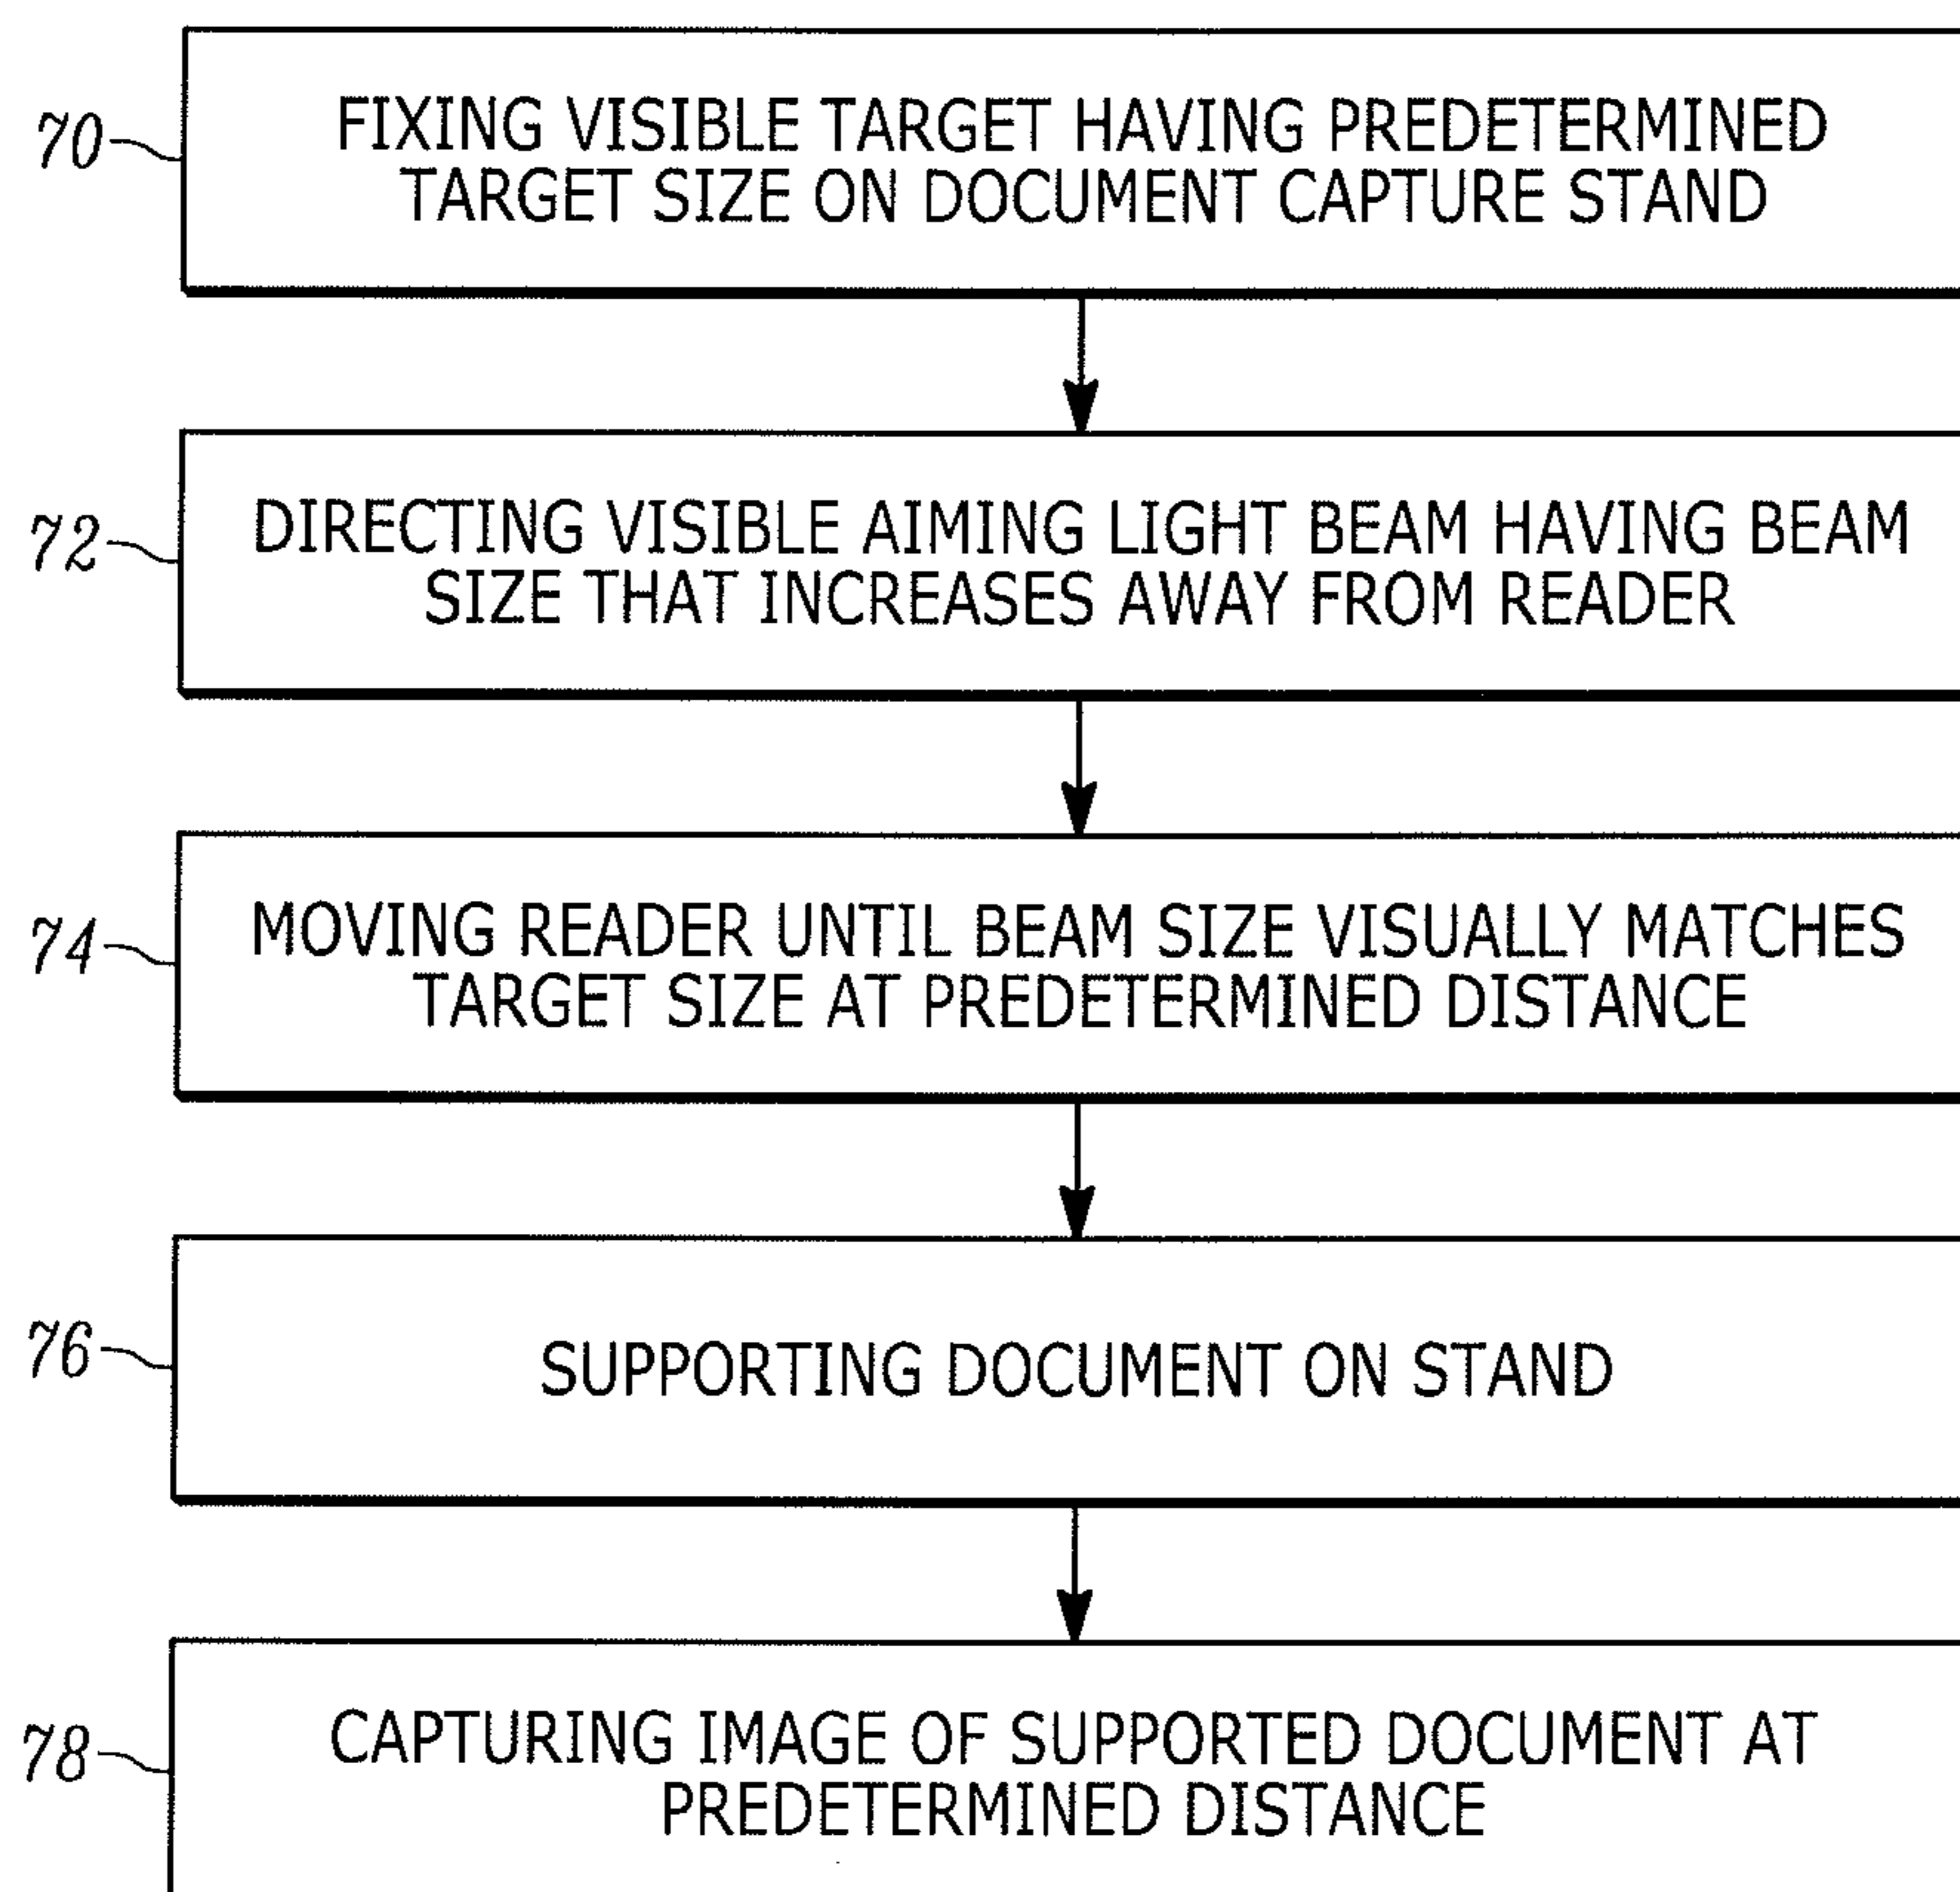 70
FIXING VISIBLE TARGET HAVING PREDETERMINED
TARGET SIZE ON DOCUMENT CAPTURE STAND
72
DIRECTING VISIBLE AIMING LIGHT BEAM HAVING BEAM
SIZE THAT INCREASES AWAY FROM READER
74
MOVING READER UNTIL BEAM SIZE VISUALLY MATCHES
TARGET SIZE AT PREDETERMINED DISTANCE
76
SUPPORTING DOCUMENT ON STAND
78
CAPTURING IMAGE OF SUPPORTED DOCUMENT AT
PREDETERMINED DISTANCE